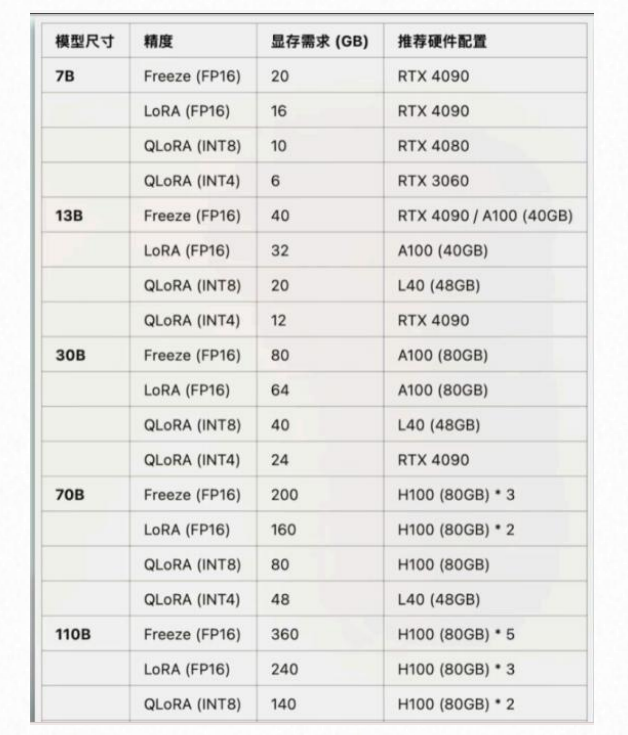 模型尺寸 精度 显存需求 (GB) 推荐硬件配置
7B Freeze (FP16) 20 RTX 4090
LoRA (FP16) 16 RTX 4090
QLoRA (INT8) 10 RTX 4080
QLoRA (INT4) 6 RTX 3060
13B Freeze (FP16) 40 RTX 4090 / A100 (40GB)
LoRA (FP16) 32 A100 (40GB)
QLoRA (INT8) 20 L40 (48GB)
QLoRA (INT4) 12 RTX 4090
30B Freeze (FP16) 80 A100 (80GB)
LoRA (FP16) 64 A100 (80GB)
QLoRA (INT8) 40 L40 (48GB)
QLoRA (INT4) 24 RTX 4090
70B Freeze (FP16) 200 H100 (80GB) * 3
LoRA (FP16) 160 H100 (80GB) * 2
QLoRA (INT8) 80 H100 (80GB)
QLoRA (INT4) 48 L40 (48GB)
110B Freeze (FP16) 360 H100 (80GB) * 5
LoRA (FP16) 240 H100 (80GB) * 3
QLoRA (INT8) 140 H100 (80GB) * 2